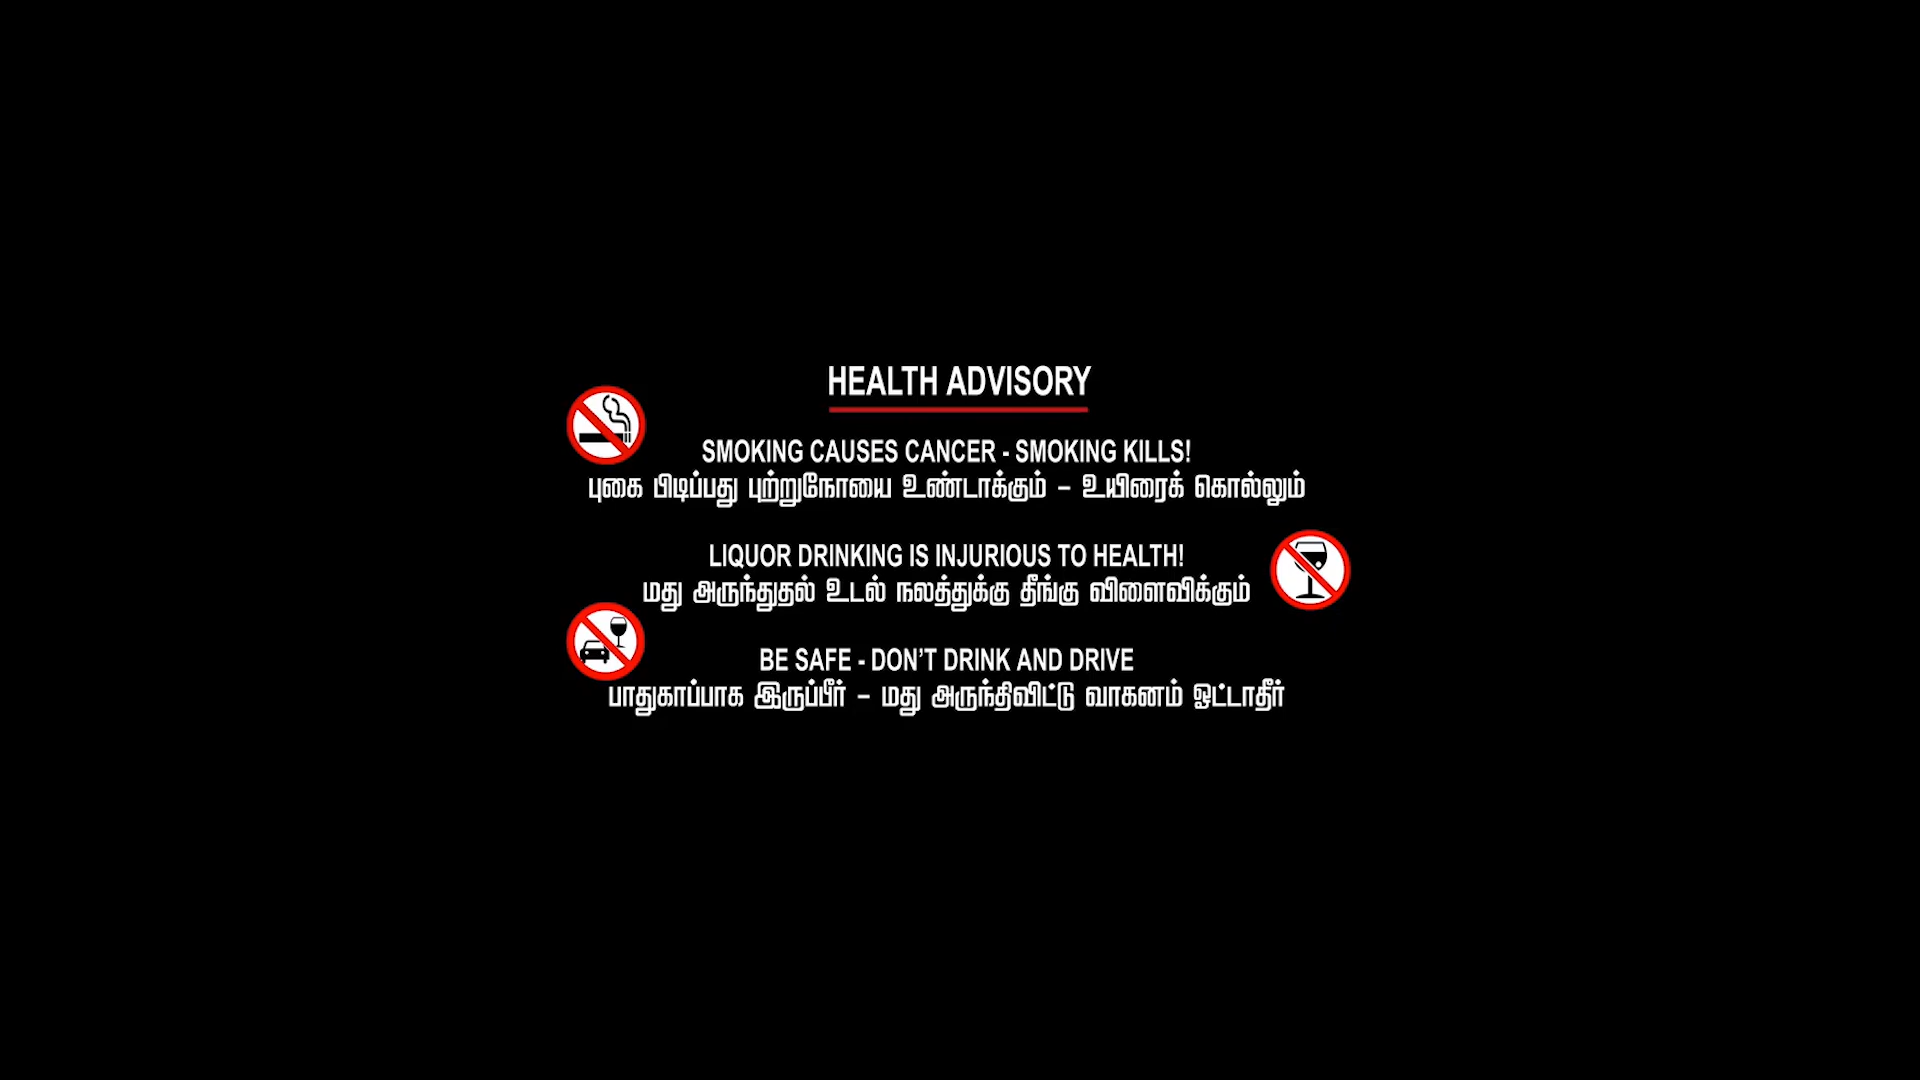 HEALTH ADVISORY
SMOKING CAUSES CANCER - SMOKING KILLS!
புகை பிடிப்பது புற்றுநோயை உண்டாக்கும் – உயிரைக் கொல்லும்
LIQUOR DRINKING IS INJURIOUS TO HEALTH!
மது அருந்துதல் உடல் நலத்துக்கு தீங்கு விளைவிக்கும்
BE SAFE - DON'T DRINK AND DRIVE
பாதுகாப்பாக இருப்பீர் – மது அருந்திவிட்டு வாகனம் ஓட்டாதீர்